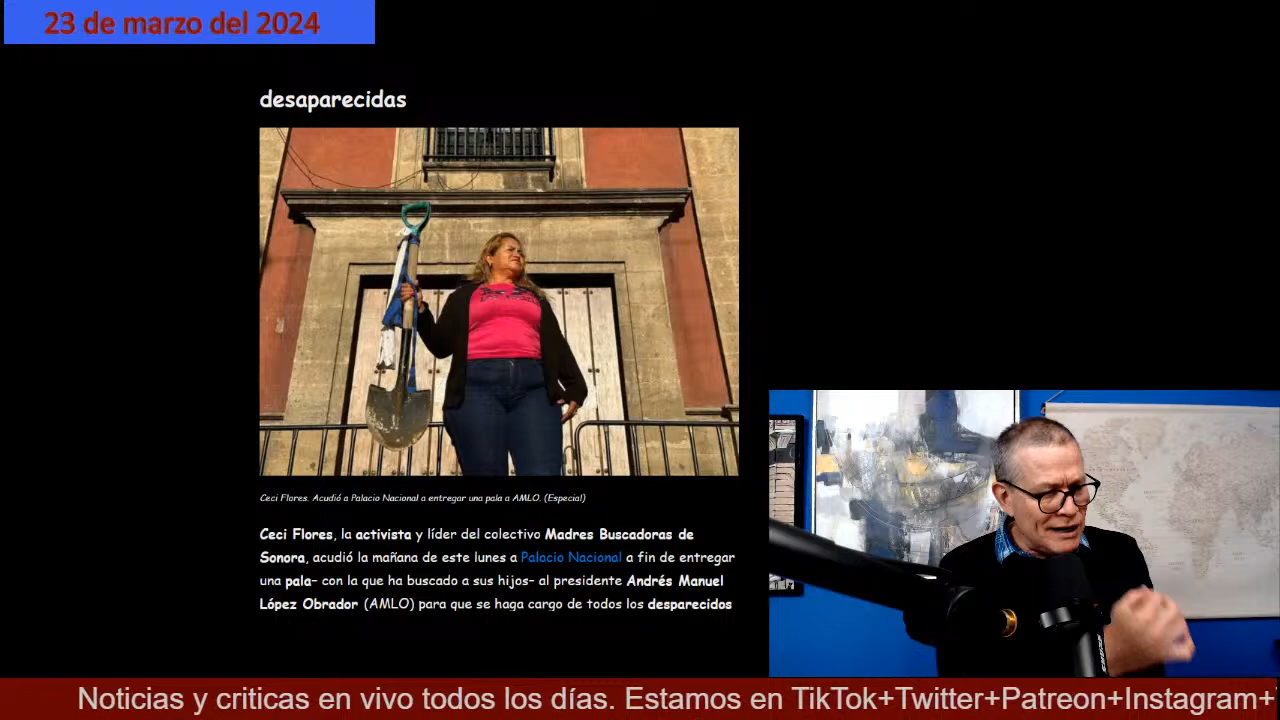 23 de marzo del 2024
desaparecidas
Ceci Flores. Acudió a Palacio Nacional a entregar una pala a AMLO. (Especial)
Ceci Flores, la activista y líder del colectivo Madres Buscadoras de
Sonora, acudió la mañana de este lunes a Palacio Nacional a fin de entregar
una pala– con la que ha buscado a sus hijos– al presidente Andrés Manuel
López Obrador (AMLO) para que se haga cargo de todos los desparecidos
Noticias y criticas en vivo todos los días. Estamos en TikTok+Twitter+Patreon+Instagram+